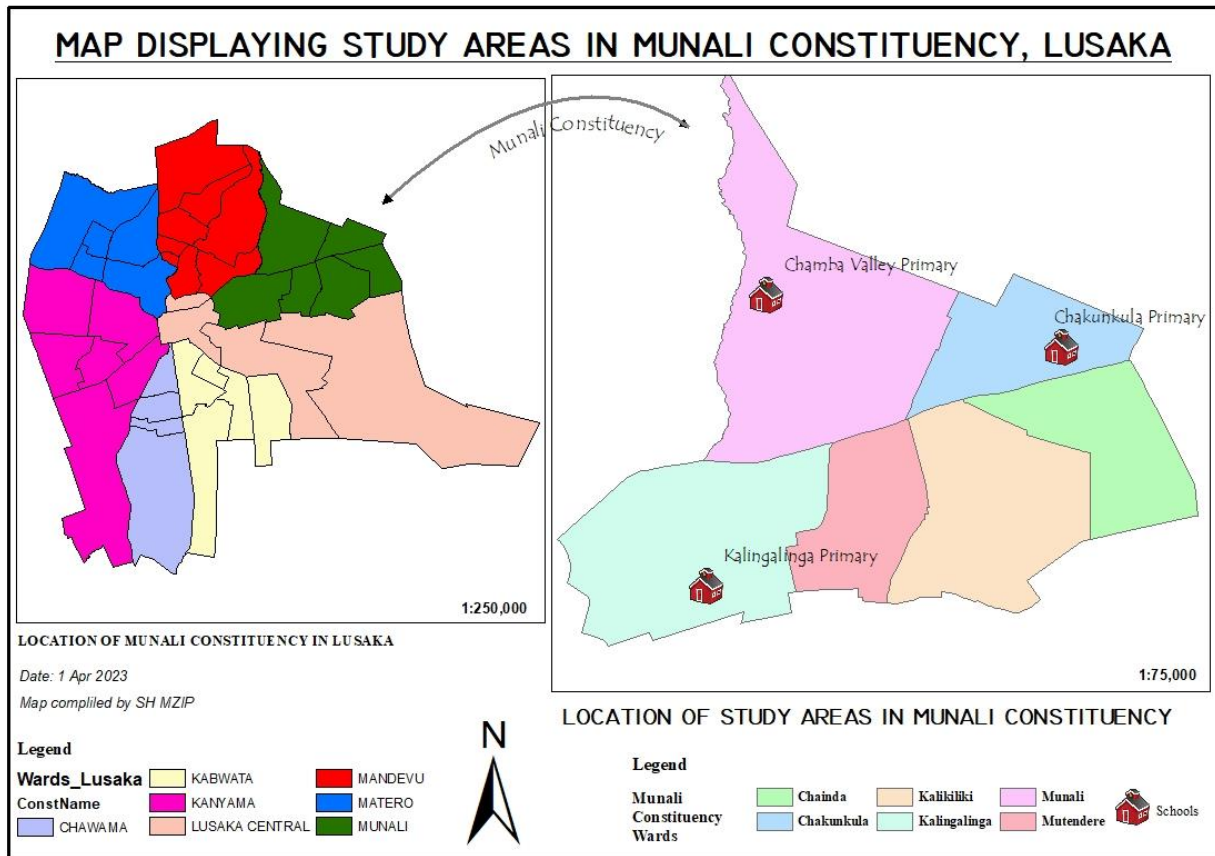 MAP DISPLAYING STUDY AREAS IN MUNALI CONSTITUENCY, LUSAKA
Munali Constituency
Chamba Valley Primary
Chakunkula Primary
Kalingalinga Primary
1:250,000
1:75,000
LOCATION OF MUNALI CONSTITUENCY IN LUSAKA
Date: 1 Apr 2023
Map compliled by SH MZIP
LOCATION OF STUDY AREAS IN MUNALI CONSTITUENCY
N
Legend
Wards_Lusaka
ConstName
CHAWAMA
KABWATA
KANYAMA
LUSAKA CENTRAL
MANDEVU
MATERO
MUNALI
Legend
Munali
Constituency
Wards
Chainda
Chakunkula
Kalikiliki
Kalingalinga
Munali
Mutendere
Schools